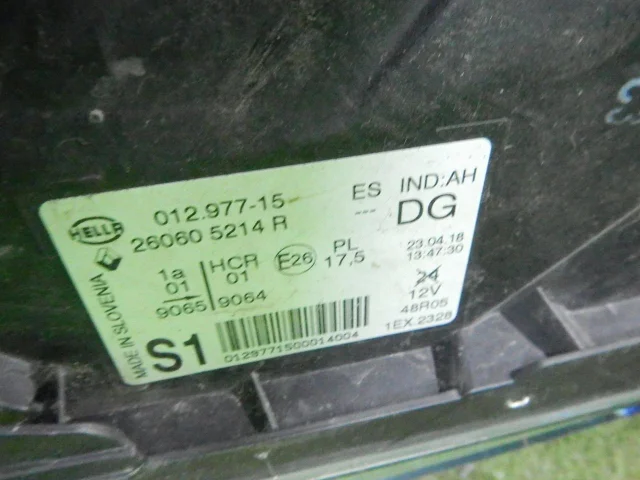 HELLA
012.977-15
26060 5214 R
ES
---
IND:AH
DG
MADE IN SLOVENIA
1a
01
HCR
01
E26
PL
17,5
23.04.18
13:47:30
9065
9064
24
12V
48R05
1EX.2328
S1
0129771500014004